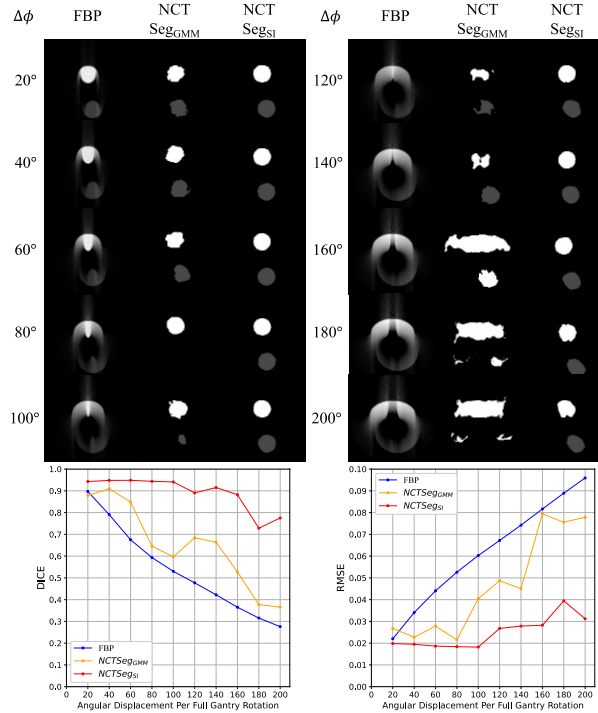 Δϕ FBP NCT Seg_GMM NCT Seg_SI
20°
40°
60°
80°
100°
Δϕ FBP NCT Seg_GMM NCT Seg_SI
120°
140°
160°
180°
200°
1.0
0.9
0.8
0.7
0.6
0.5
0.4
0.3
0.2
0.1
0.0
DICE
FBP
NCTSeg_GMM
NCTSeg_SI
20 40 60 80 100 120 140 160 180 200
Angular Displacement Per Full Gantry Rotation
0.10
0.09
0.08
0.07
0.06
0.05
0.04
0.03
0.02
0.01
0.00
RMSE
FBP
NCTSeg_GMM
NCTSeg_SI
20 40 60 80 100 120 140 160 180 200
Angular Displacement Per Full Gantry Rotation